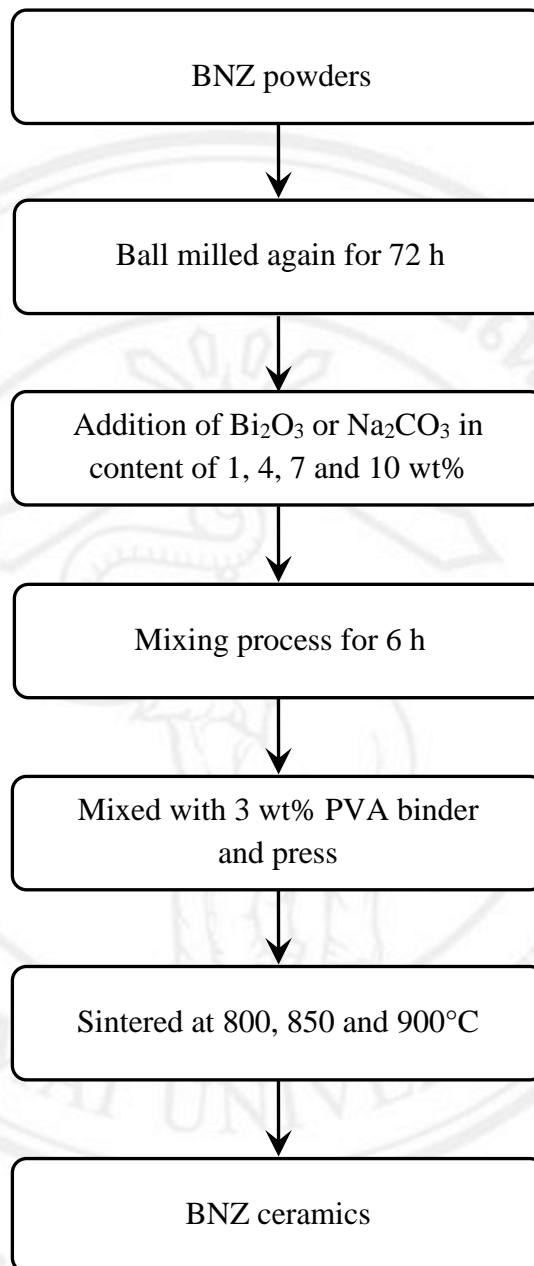 BNZ powders
Ball milled again for 72 h
Addition of Bi₂O₃ or Na₂CO₃ in
content of 1, 4, 7 and 10 wt%
Mixing process for 6 h
Mixed with 3 wt% PVA binder
and press
Sintered at 800, 850 and 900°C
BNZ ceramics